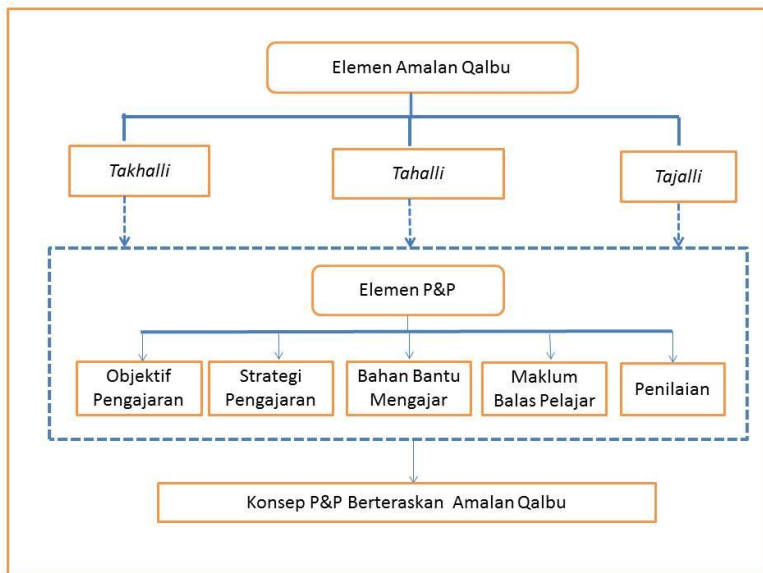 Elemen Amalan Qalbu
Takhalli
Tahalli
Tajalli
Elemen P&P
Objektif
Pengajaran
Strategi
Pengajaran
Bahan Bantu
Mengajar
Maklum
Balas Pelajar
Penilaian
Konsep P&P Berteraskan Amalan Qalbu